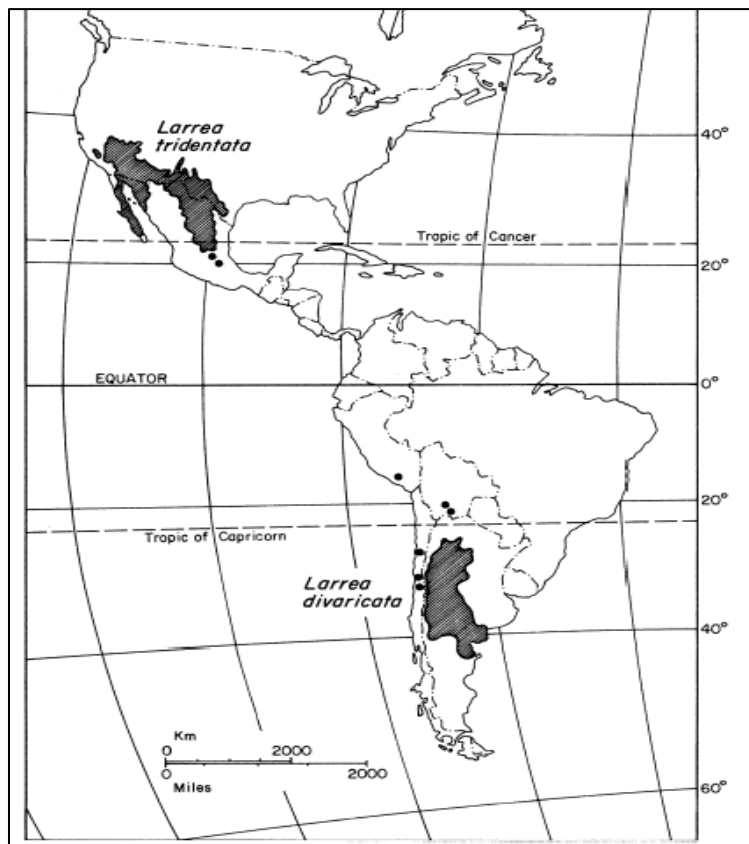 Larrea
tridentata
40°
Tropic of Cancer
20°
EQUATOR
0°
20°
Tropic of Capricorn
Larrea
divaricata
40°
Km
0 2000
0 2000
Miles
60°